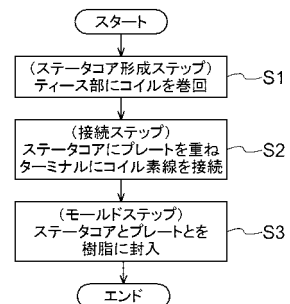 スタート
(ステータコア形成ステップ)
ティース部にコイルを巻回
S1
(接続ステップ)
ステータコアにプレートを重ね
ターミナルにコイル素線を接続
S2
(モールドステップ)
ステータコアとプレートとを
樹脂に封入
S3
エンド